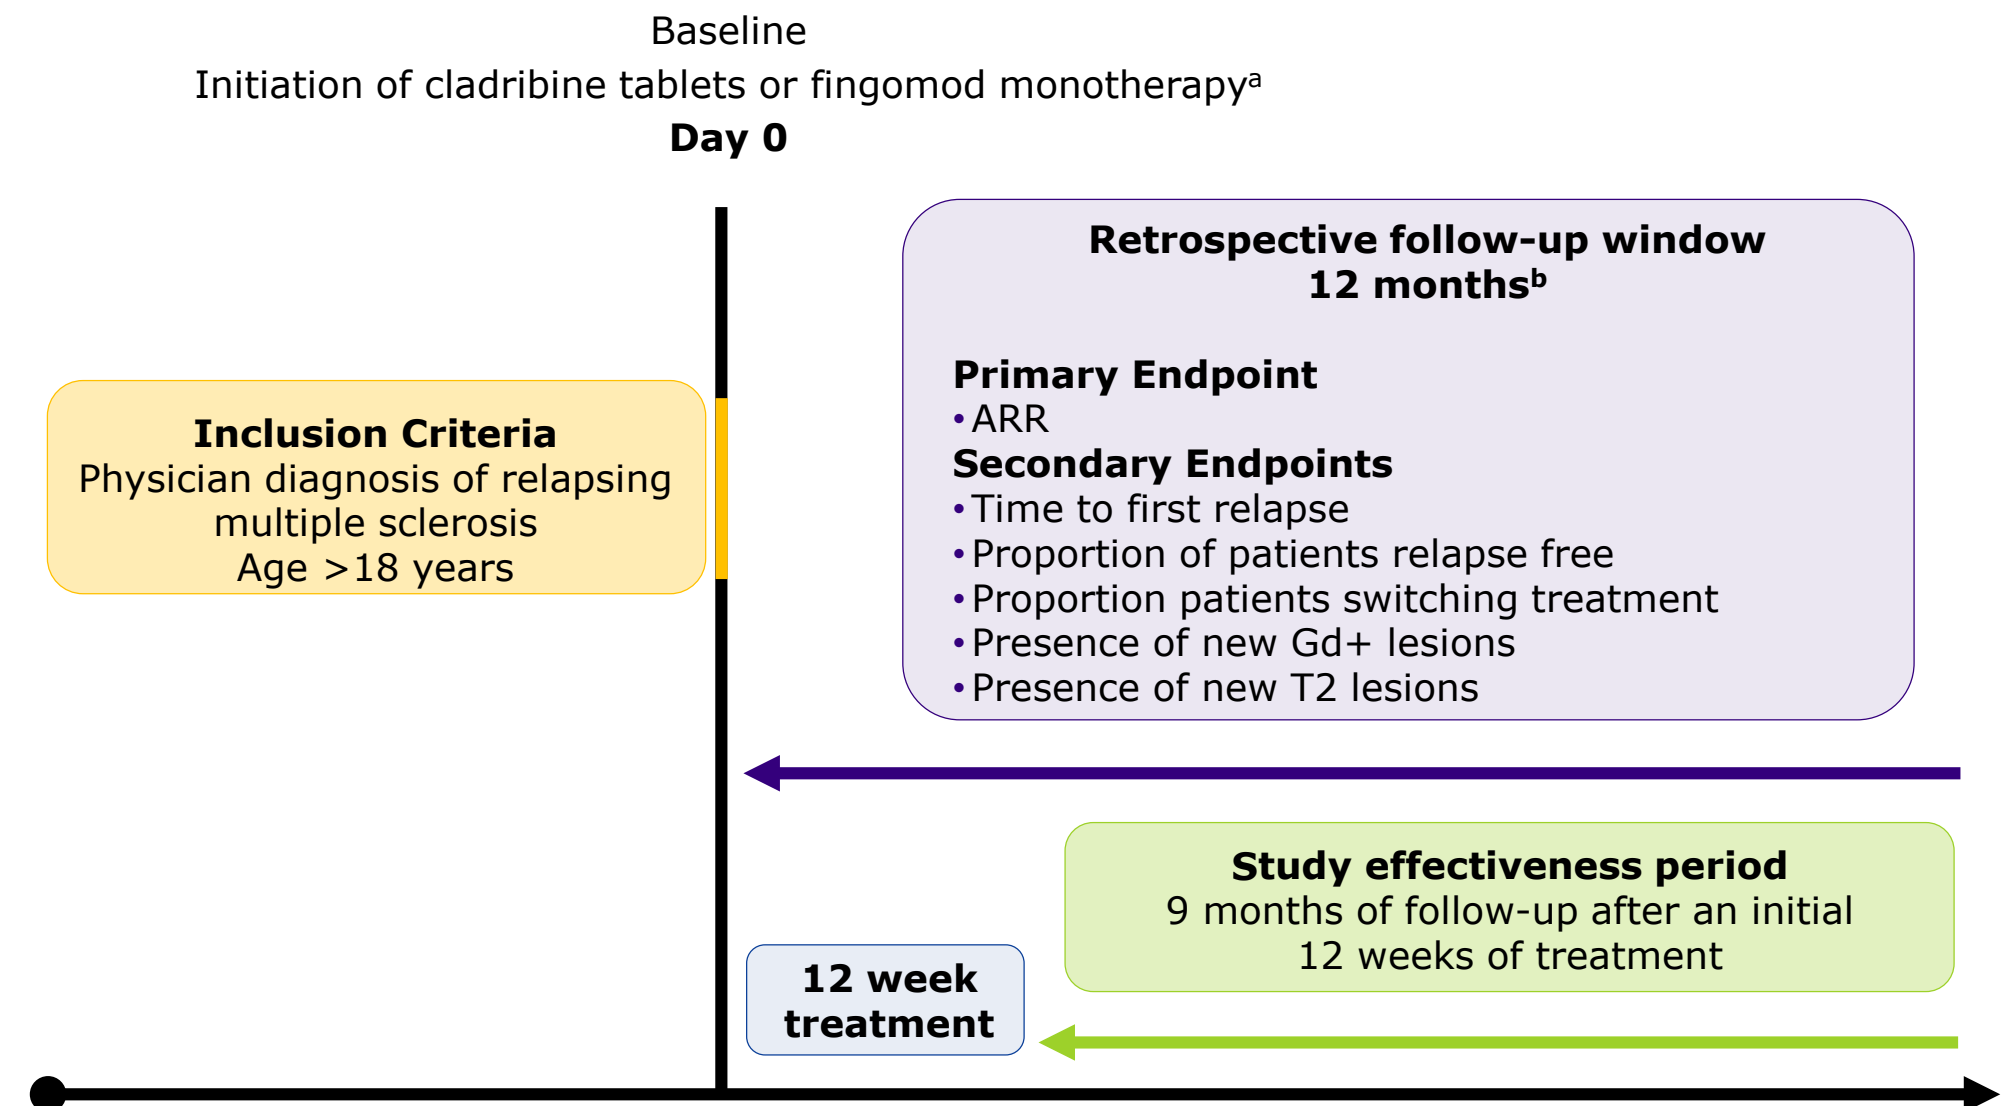 Baseline
Initiation of cladribine tablets or fingomod monotherapyᵃ
Day 0
Retrospective follow-up window
12 monthsᵇ
Primary Endpoint
•ARR
Secondary Endpoints
•Time to first relapse
•Proportion of patients relapse free
•Proportion patients switching treatment
•Presence of new Gd+ lesions
•Presence of new T2 lesions
Inclusion Criteria
Physician diagnosis of relapsing
multiple sclerosis
Age >18 years
Study effectiveness period
9 months of follow-up after an initial
12 weeks of treatment
12 week
treatment